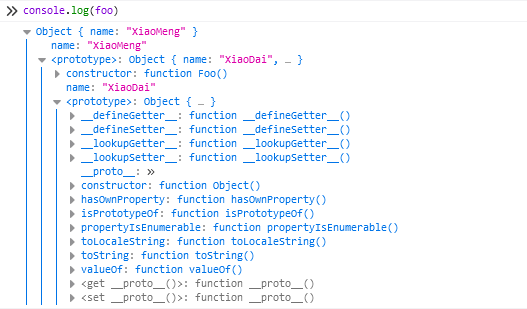 console.log(foo)
Object { name: "XiaoMeng" }
name: "XiaoMeng"
<prototype>: Object { name: "XiaoDai", … }
constructor: function Foo()
name: "XiaoDai"
<prototype>: Object { … }
__defineGetter__: function __defineGetter__()
__defineSetter__: function __defineSetter__()
__lookupGetter__: function __lookupGetter__()
__lookupSetter__: function __lookupSetter__()
__proto__: »
constructor: function Object()
hasOwnProperty: function hasOwnProperty()
isPrototypeOf: function isPrototypeOf()
propertyIsEnumerable: function propertyIsEnumerable()
toLocaleString: function toLocaleString()
toString: function toString()
valueOf: function valueOf()
<get __proto__()>: function __proto__()
<set __proto__()>: function __proto__()